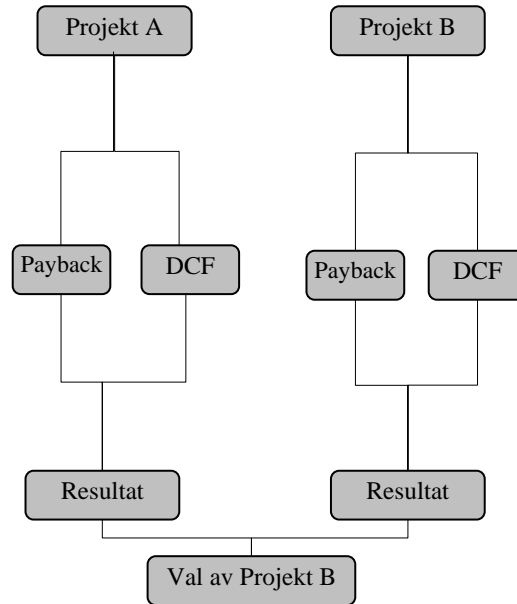 Projekt A
Projekt B
Payback
DCF
Payback
DCF
Resultat
Resultat
Val av Projekt B